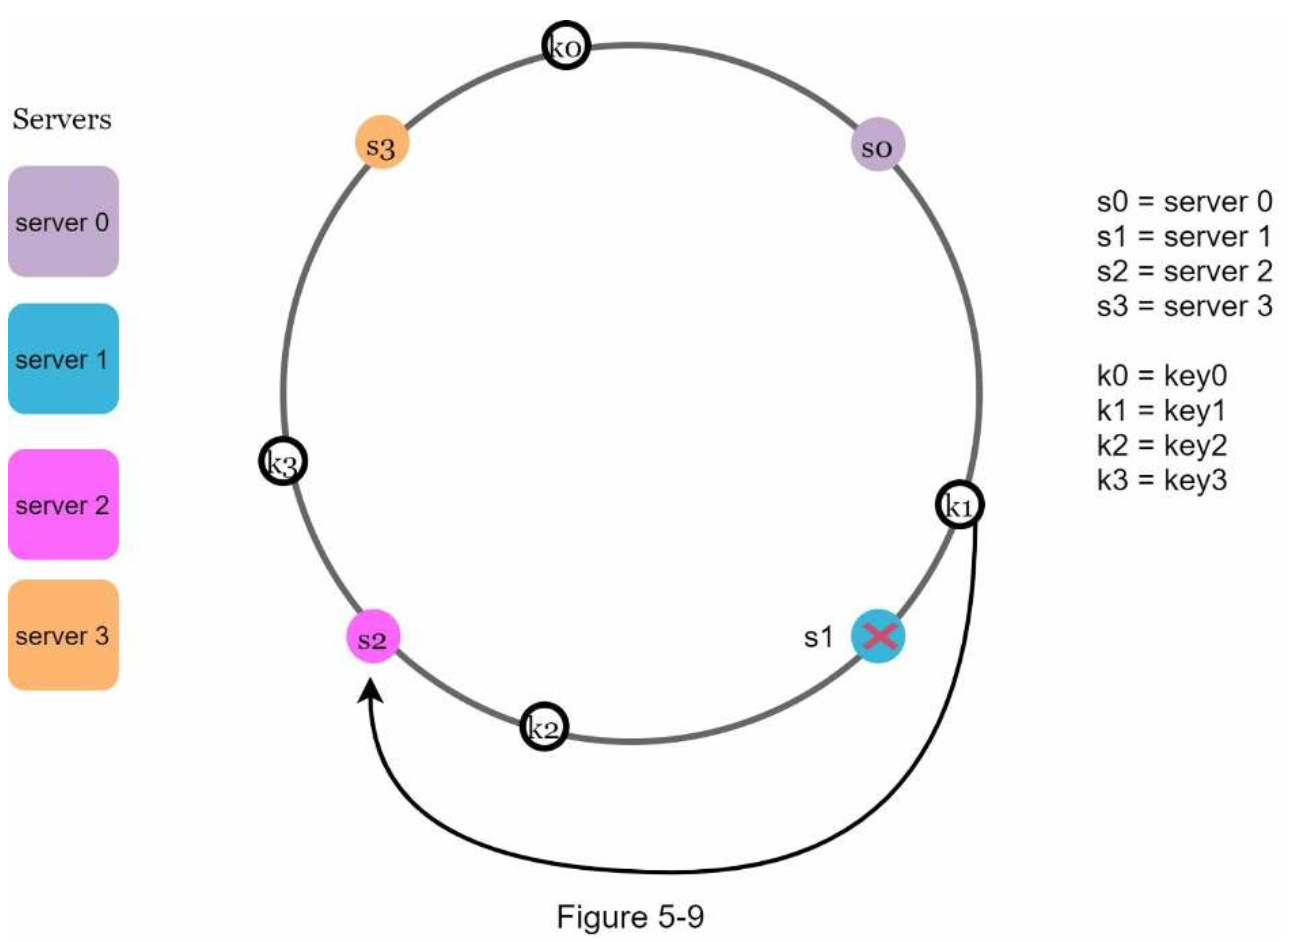 Servers
server 0
server 1
server 2
server 3
k0
s3
s0
k3
k1
s2
s1
k2
s0 = server 0
s1 = server 1
s2 = server 2
s3 = server 3
k0 = key0
k1 = key1
k2 = key2
k3 = key3
Figure 5-9